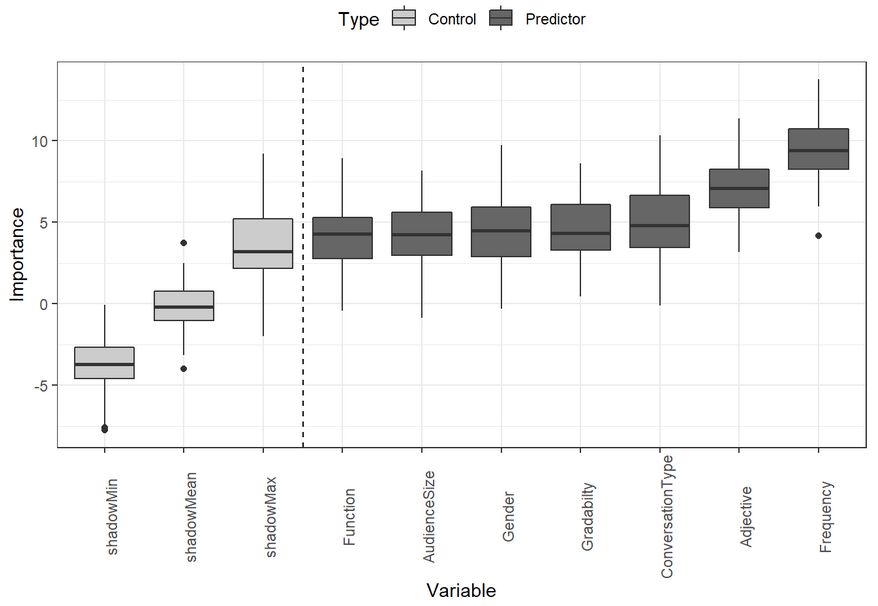 Type Control Predictor
Importance
10
5
0
-5
shadowMin
shadowMean
shadowMax
Function
AudienceSize
Gender
Gradabilty
ConversationType
Adjective
Frequency
Variable